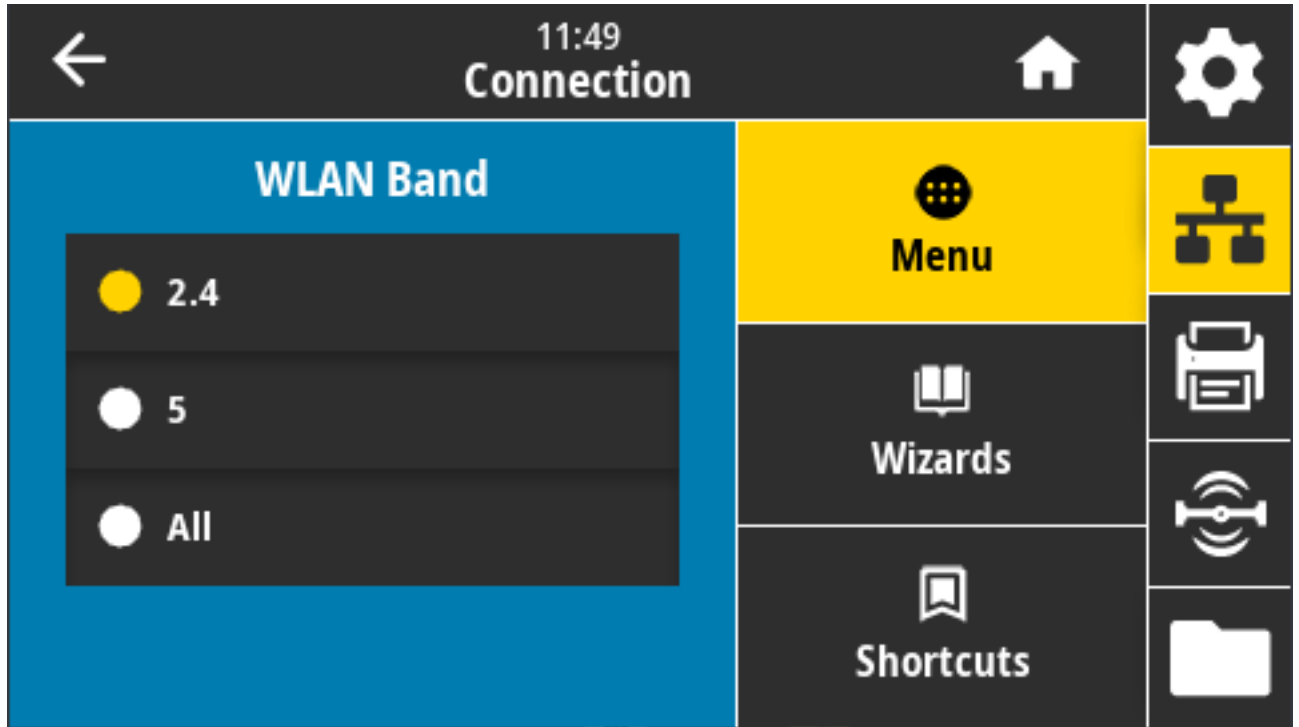 11:49
Connection
WLAN Band
2.4
5
All
Menu
Wizards
Shortcuts